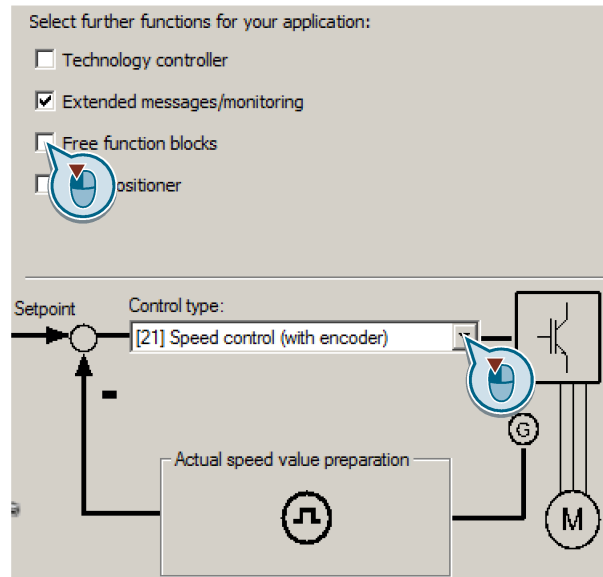 Select further functions for your application:
Technology controller
Extended messages/monitoring
Free function blocks
ositioner
Setpoint
Control type:
[21] Speed control (with encoder)
G
Actual speed value preparation
M